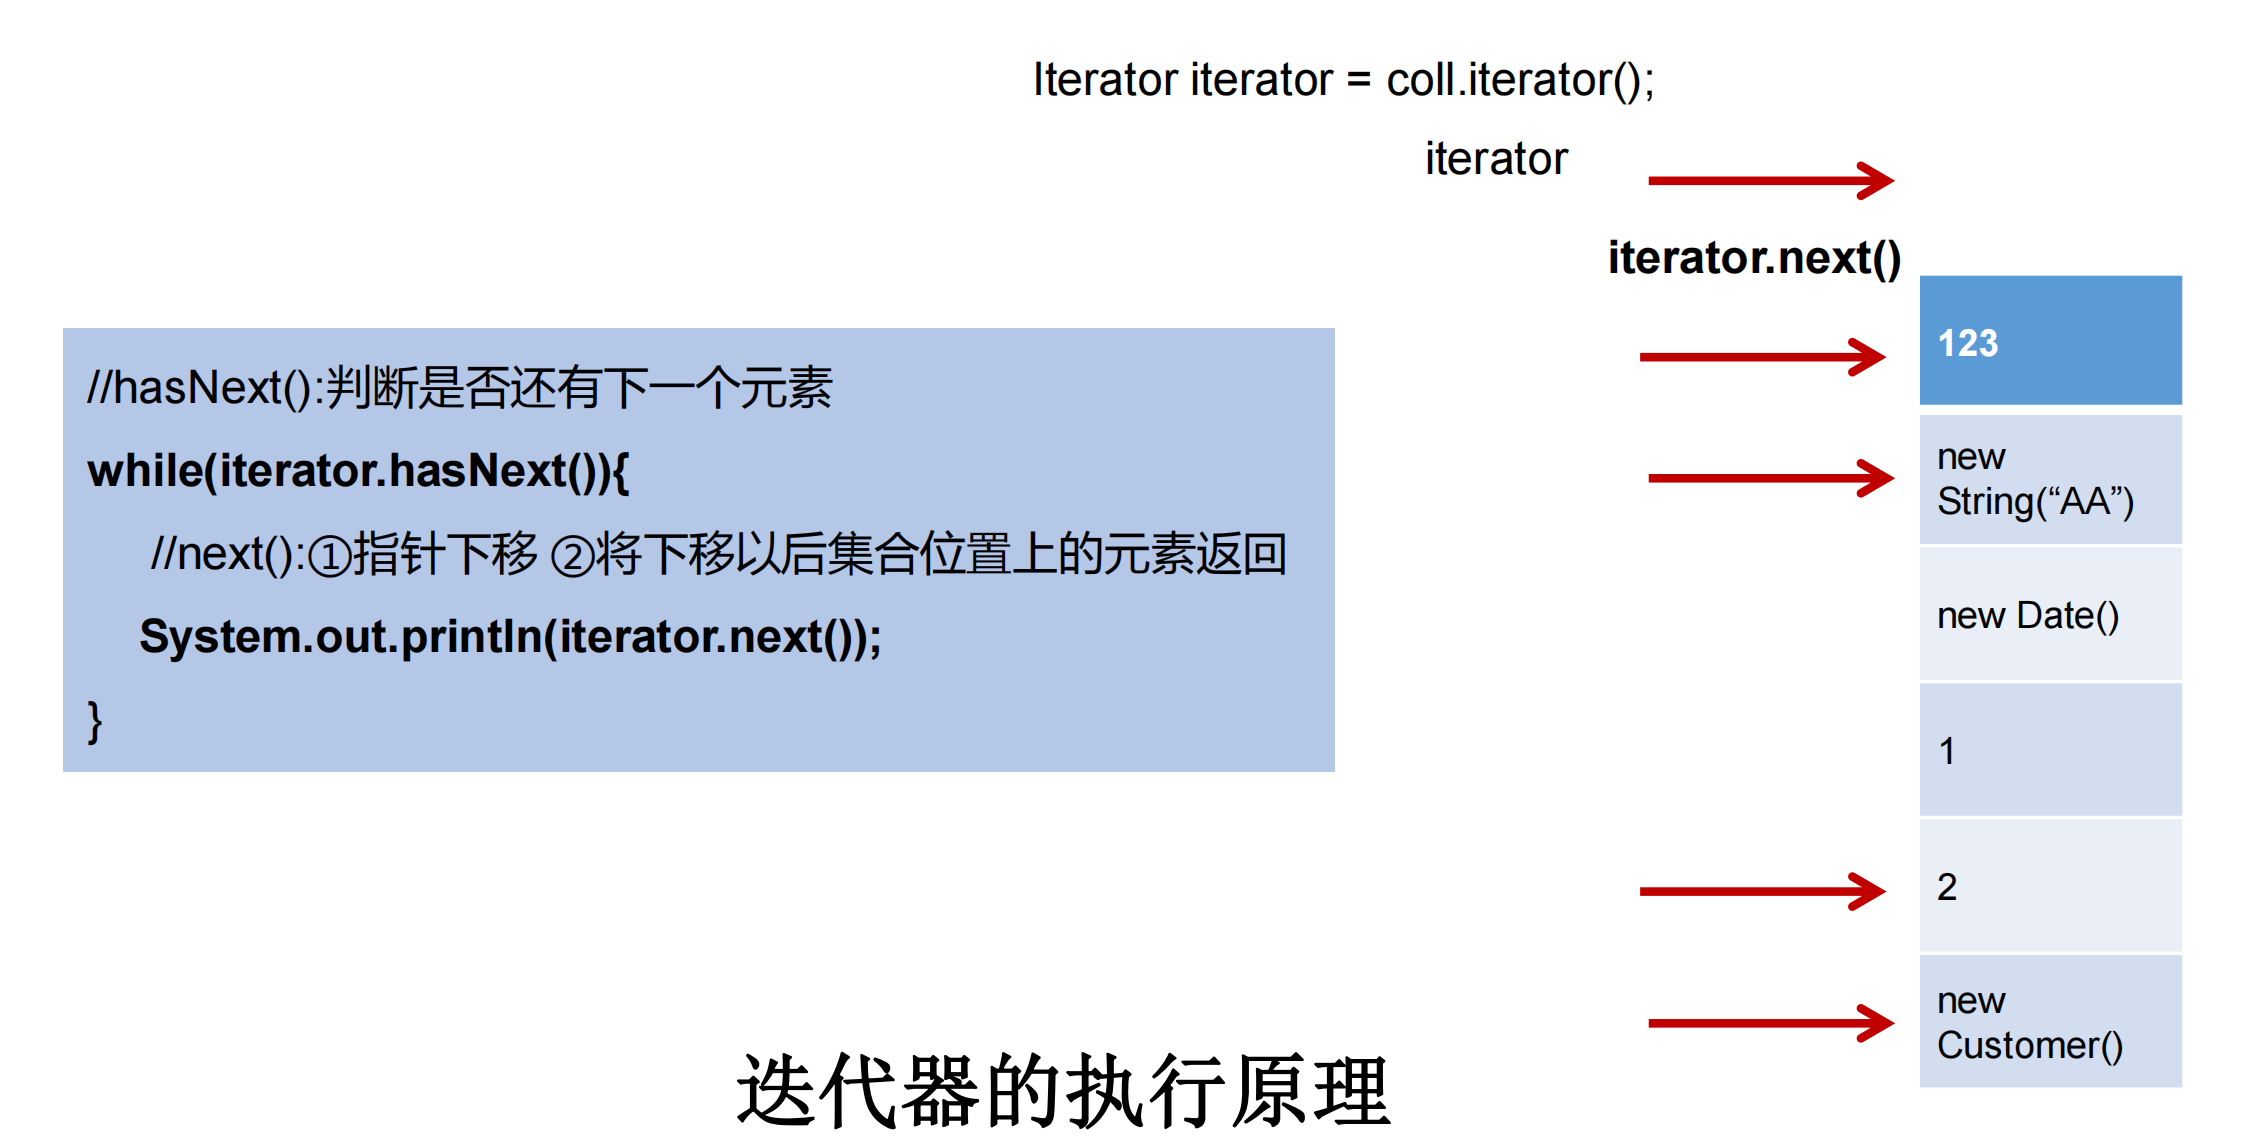 Iterator iterator = coll.iterator();
iterator
iterator.next()
//hasNext():判断是否还有下一个元素
while(iterator.hasNext()){
//next():①指针下移 ②将下移以后集合位置上的元素返回
System.out.println(iterator.next());
}
123
new
String(“AA”)
new Date()
1
2
new
Customer()
迭代器的执行原理